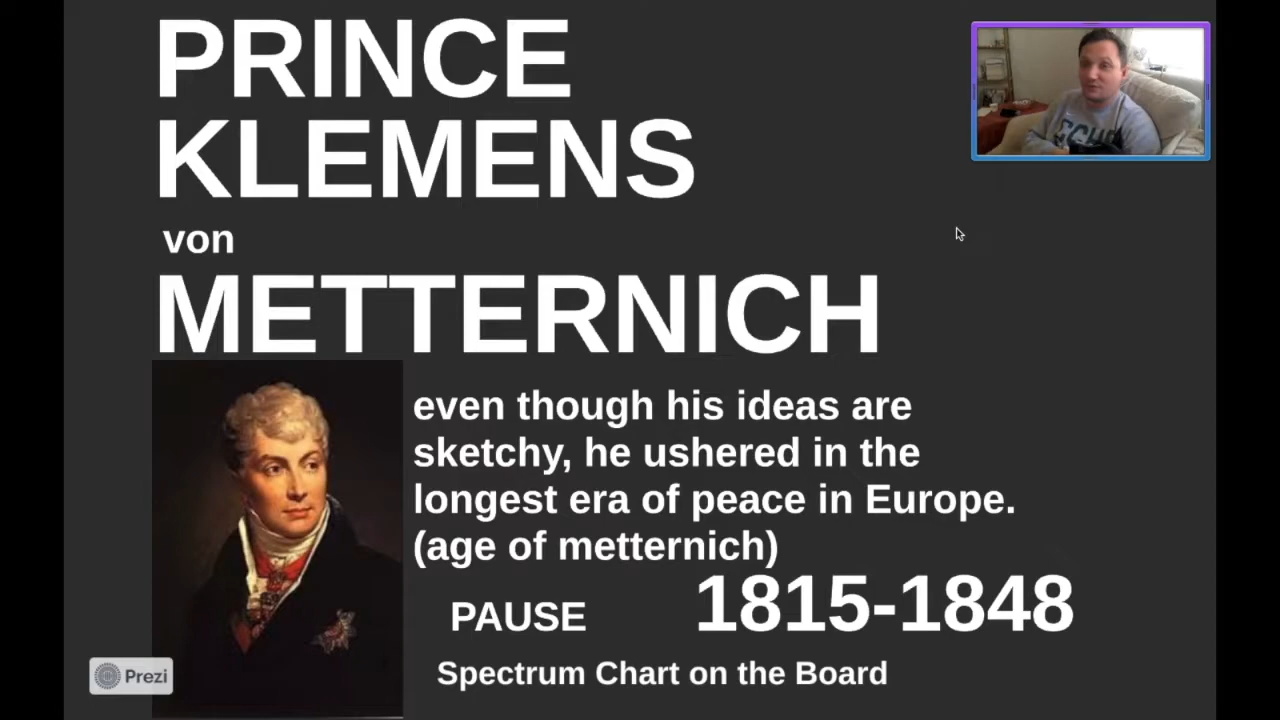 PRINCE
KLEMENS
von
METTERNICH
even though his ideas are
sketchy, he ushered in the
longest era of peace in Europe.
(age of metternich)
PAUSE 1815-1848
Spectrum Chart on the Board
Prezi